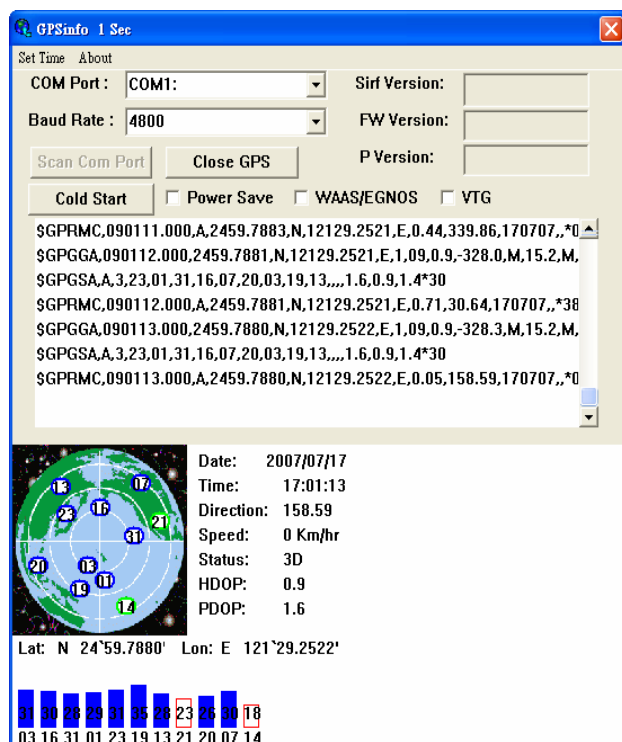 GPSinfo 1 Sec
Set Time About
COM Port : COM1: Sirf Version:
Baud Rate : 4800 FW Version:
Scan Com Port Close GPS P Version:
Cold Start Power Save WAAS/EGNOS VTG
$GPRMC,090111.000,A,2459.7883,N,12129.2521,E,0.44,339.86,170707,,*0
$GPGGA,090112.000,2459.7881,N,12129.2521,E,1,09,0.9,-328.0,M,15.2,M,
$GPGSA,A,3,23,01,31,16,07,20,03,19,13,,,,1.6,0.9,1.4*30
$GPRMC,090112.000,A,2459.7881,N,12129.2521,E,0.71,30.64,170707,,*38
$GPGGA,090113.000,2459.7880,N,12129.2522,E,1,09,0.9,-328.3,M,15.2,M,
$GPGSA,A,3,23,01,31,16,07,20,03,19,13,,,,1.6,0.9,1.4*30
$GPRMC,090113.000,A,2459.7880,N,12129.2522,E,0.05,158.59,170707,,*0
13 07
23 16 21
31
20 03
19 01
14
Date: 2007/07/17
Time: 17:01:13
Direction: 158.59
Speed: 0 Km/hr
Status: 3D
HDOP: 0.9
PDOP: 1.6
Lat: N 24`59.7880' Lon: E 121`29.2522'
31 30 28 29 31 35 28 23 26 30 18
03 16 31 01 23 19 13 21 20 07 14